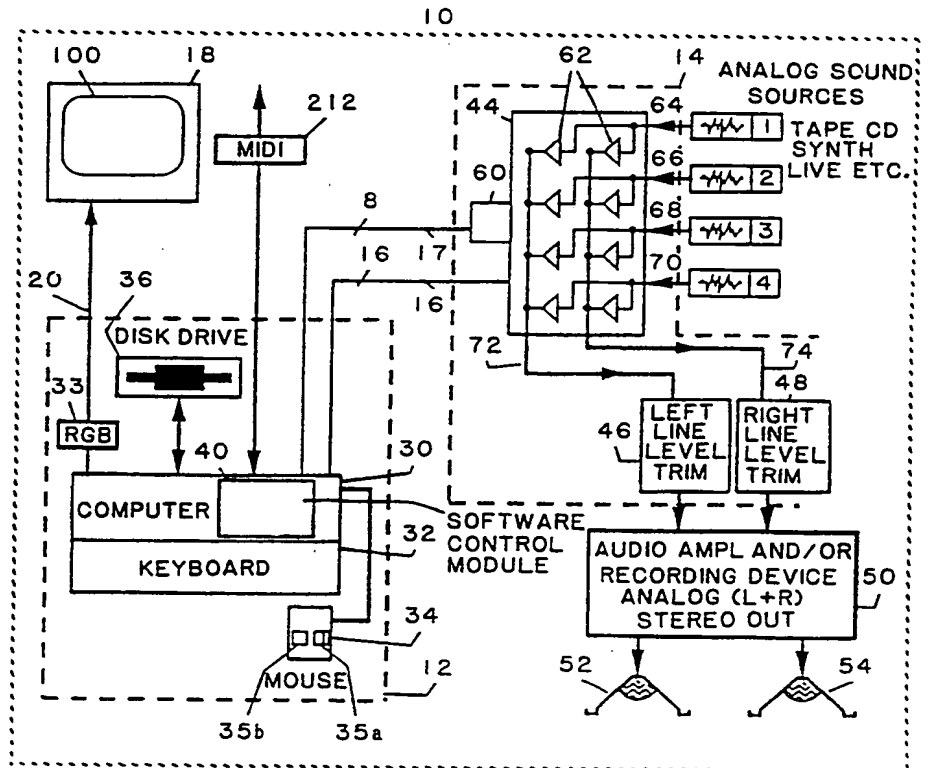 10
100
18
212
MIDI
62
14
44
64
ANALOG SOUND
SOURCES
1
TAPE CD
SYNTH
LIVE ETC.
60
66
2
8
17
68
3
16
16
70
4
20
36
DISK DRIVE
33
RGB
72
74
48
46
LEFT
LINE
LEVEL
TRIM
RIGHT
LINE
LEVEL
TRIM
40
30
COMPUTER
SOFTWARE
CONTROL
MODULE
32
KEYBOARD
AUDIO AMPL AND/OR
RECORDING DEVICE
ANALOG (L+R)
STEREO OUT
50
34
MOUSE
12
52
54
35b
35a